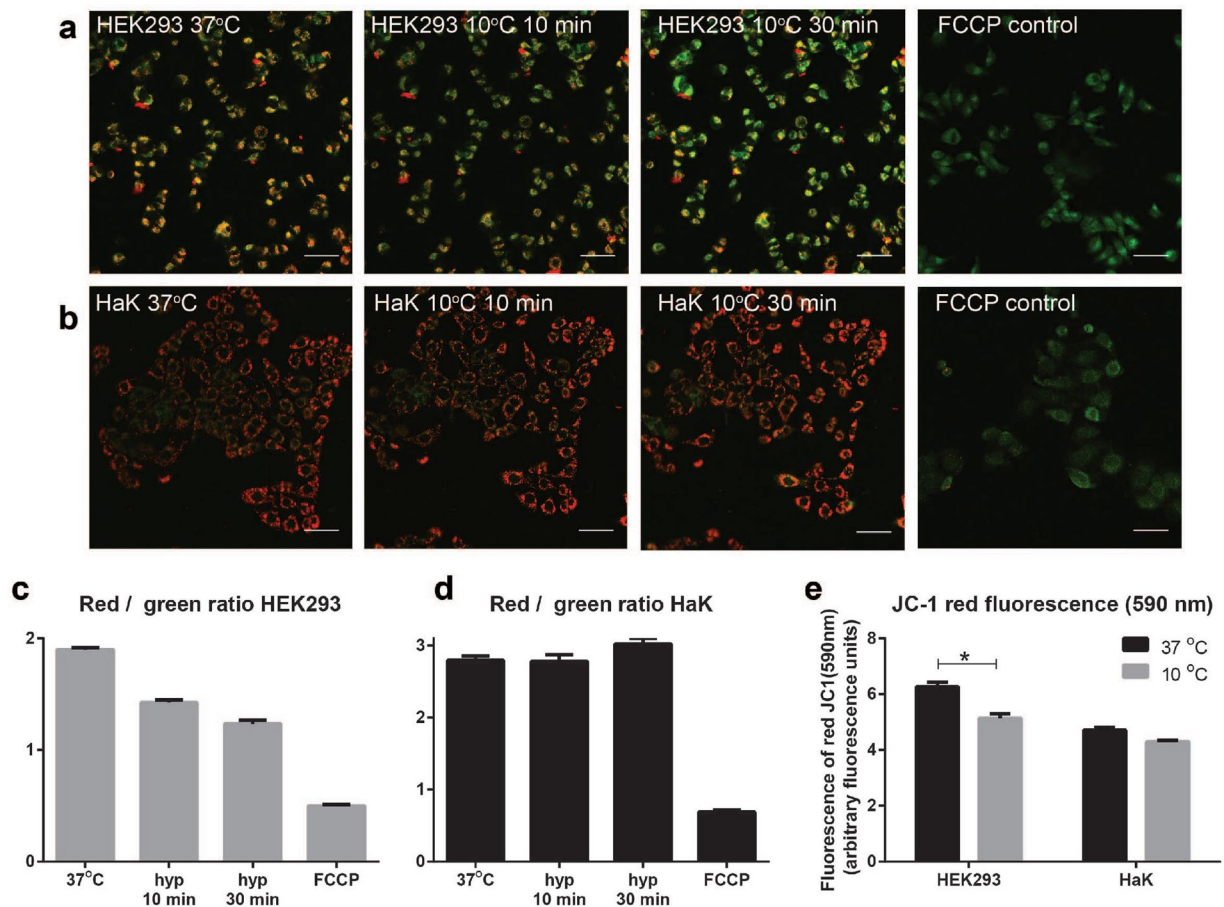 a
HEK293 37°C
HEK293 10°C 10 min
HEK293 10°C 30 min
FCCP control
b
HaK 37°C
HaK 10°C 10 min
HaK 10°C 30 min
FCCP control
c
Red / green ratio HEK293
2
1
0
37°C
hyp
10 min
hyp
30 min
FCCP
d
Red / green ratio HaK
3
2
1
0
37°C
hyp
10 min
hyp
30 min
FCCP
e
JC-1 red fluorescence (590 nm)
Fluorescence of red JC1(590nm)
(arbitrary fluorescence units)
8
6
4
2
0
*
37 °C
10 °C
HEK293
HaK